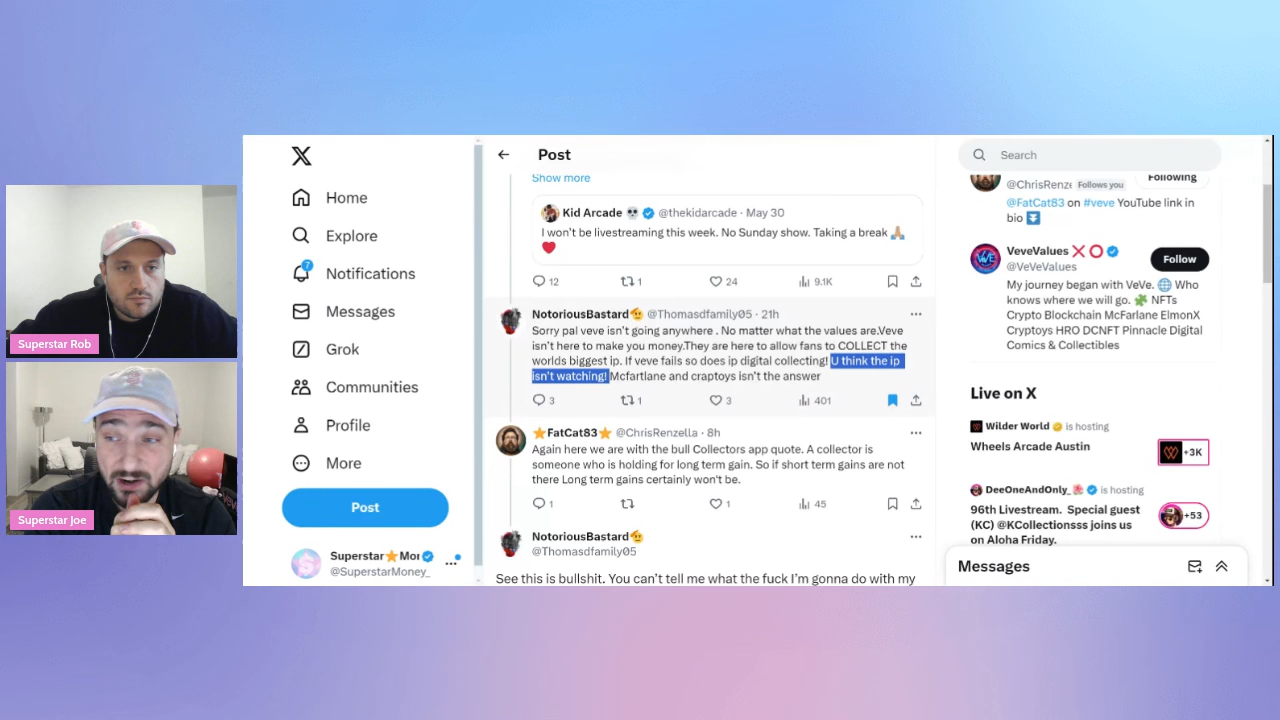 Superstar Rob
Superstar Joe
Home
Explore
7
Notifications
Messages
Grok
Communities
Profile
More
Post
Superstar⭐Mo
@SuperstarMoney_
Post
Show more
Kid Arcade 💀 @thekidarcade · May 30
I won't be livestreaming this week. No Sunday show. Taking a break 🙏🏼
❤️
12
1
24
9.1K
NotoriousBastard🫡 @Thomasdfamily05 · 21h
Sorry pal veve isn't going anywhere . No matter what the values are.Veve
isn't here to make you money.They are here to allow fans to COLLECT the
worlds biggest ip. If veve fails so does ip digital collecting! U think the ip
isn't watching! Mcfartlane and craptoys isn't the answer
3
1
3
401
⭐FatCat83⭐ @ChrisRenzella · 8h
Again here we are with the bull Collectors app quote. A collector is
someone who is holding for long term gain. So if short term gains are not
there Long term gains certainly won't be.
1
1
45
NotoriousBastard🫡
@Thomasdfamily05
See this is bullshit. You can't tell me what the fuck I'm gonna do with my
Search
@ChrisRenz Follows you
Following
@FatCat83 on #veve YouTube link in
bio ⏬
VeveValues ❌ ⭕
@VeVeValues
Follow
My journey began with VeVe. 🌐 Who
knows where we will go. 🧩 NFTs
Crypto Blockchain McFarlane ElmonX
Cryptoys HRO DCNFT Pinnacle Digital
Comics & Collectibles
Live on X
Wilder World is hosting
Wheels Arcade Austin
+3K
DeeOneAndOnly_ 🌺 is hosting
96th Livestream. Special guest
(KC) @KCollectionsss joins us
on Aloha Friday.
+53
Messages